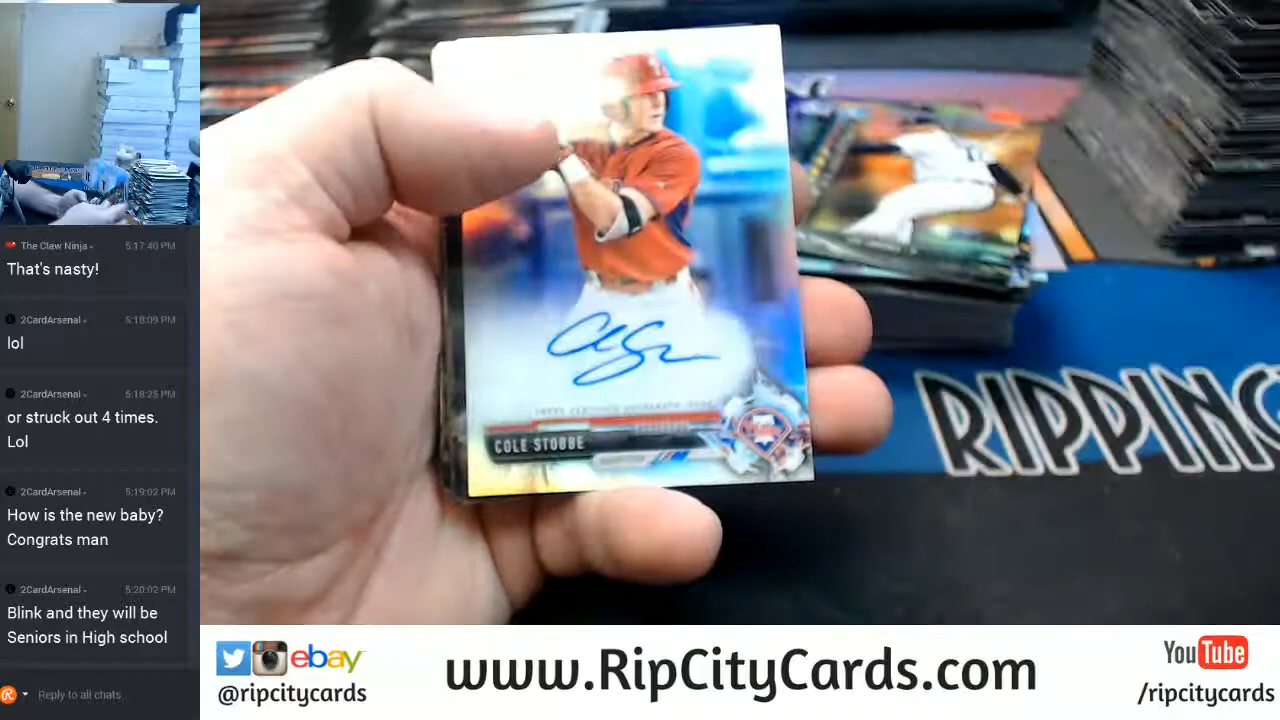 The Claw Ninja
5:17:40 PM
That's nasty!
2CardArsenal
5:18:09 PM
lol
2CardArsenal
5:18:25 PM
or struck out 4 times.
Lol
2CardArsenal
5:19:02 PM
How is the new baby?
Congrats man
2CardArsenal
5:20:02 PM
Blink and they will be
Seniors in High school
Reply to all chats
COLE STOBBE
RIPPING
ebay
@ripcitycards
www.RipCityCards.com
YouTube
/ripcitycards